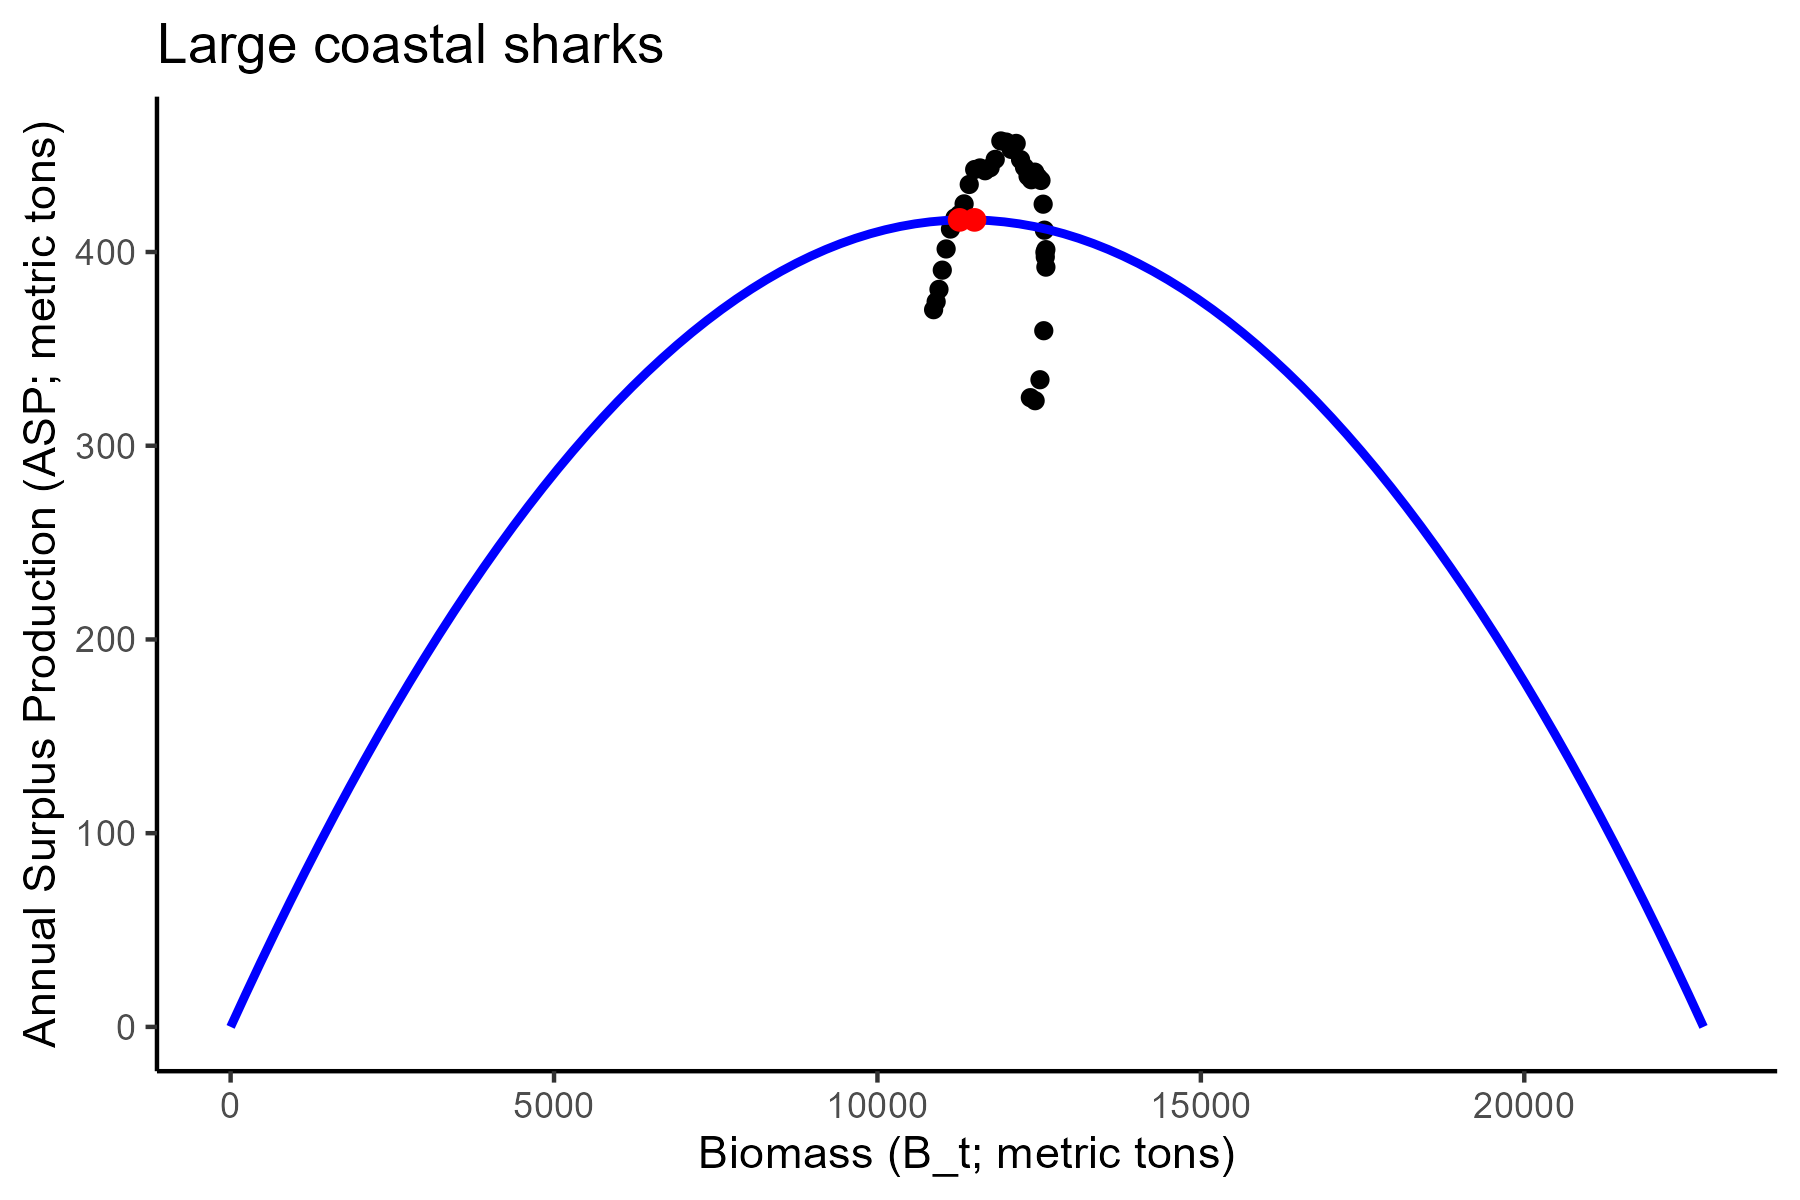 Large coastal sharks
Annual Surplus Production (ASP; metric tons)
400
300
200
100
0
0 5000 10000 15000 20000
Biomass (B_t; metric tons)